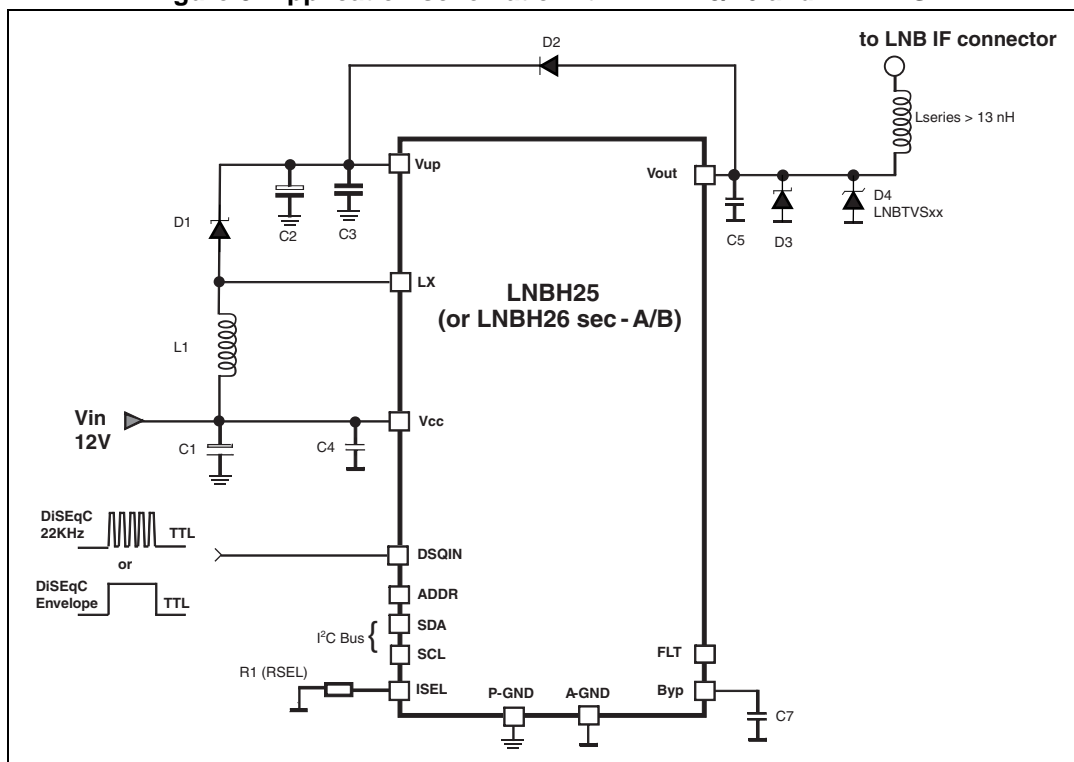 D2
to LNB IF connector
Lseries > 13 nH
Vup
Vout
D1
C2
C3
C5
D3
D4
LNBTVSxx
LX
LNBH25
(or LNBH26 sec - A/B)
L1
Vin
12V
Vcc
C1
C4
DiSEqC
22KHz
TTL
or
DiSEqC
Envelope
TTL
DSQIN
ADDR
SDA
I²C Bus {
SCL
FLT
R1 (RSEL)
ISEL
P-GND
A-GND
Byp
C7